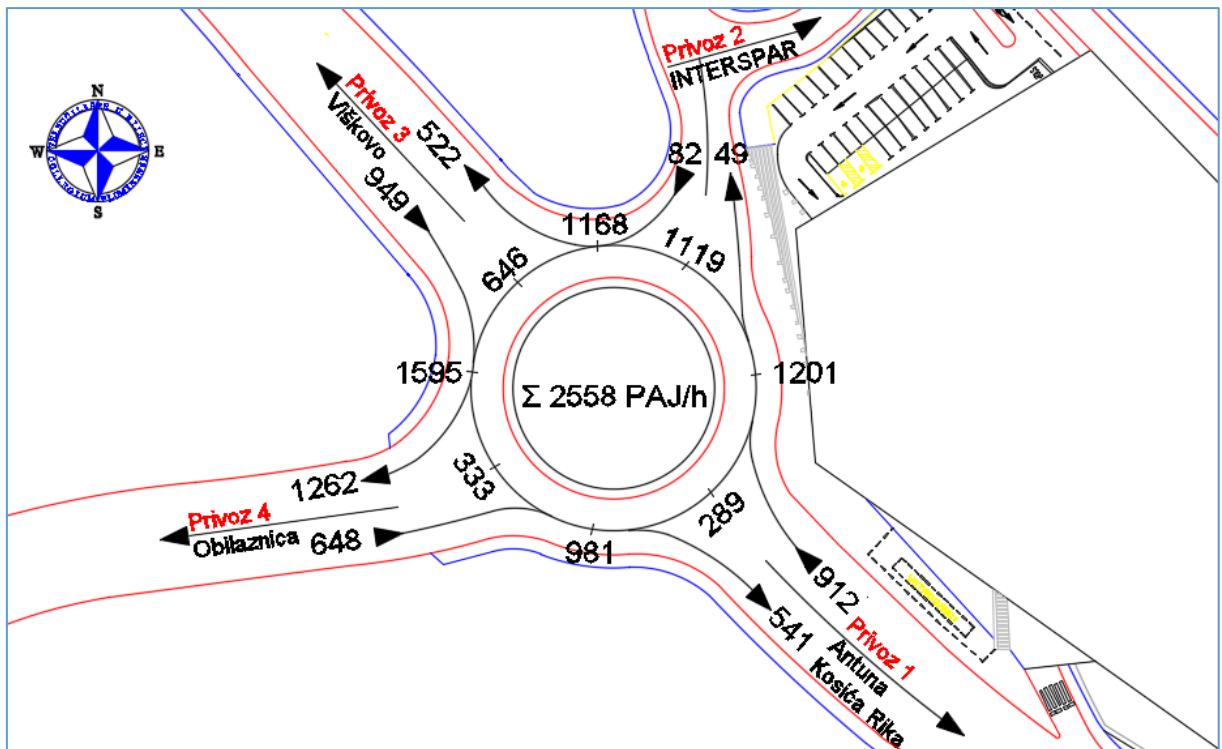 Privoz 2
INTERSPAR
N
W
E
S
Privoz 3
Viškovo
522
949
82
49
1168
1119
646
1595
1201
Σ 2558 PAJ/h
333
289
1262
Privoz 4
Obilaznica
648
981
912
541
Privoz 1
Antuna
Kosića Rika